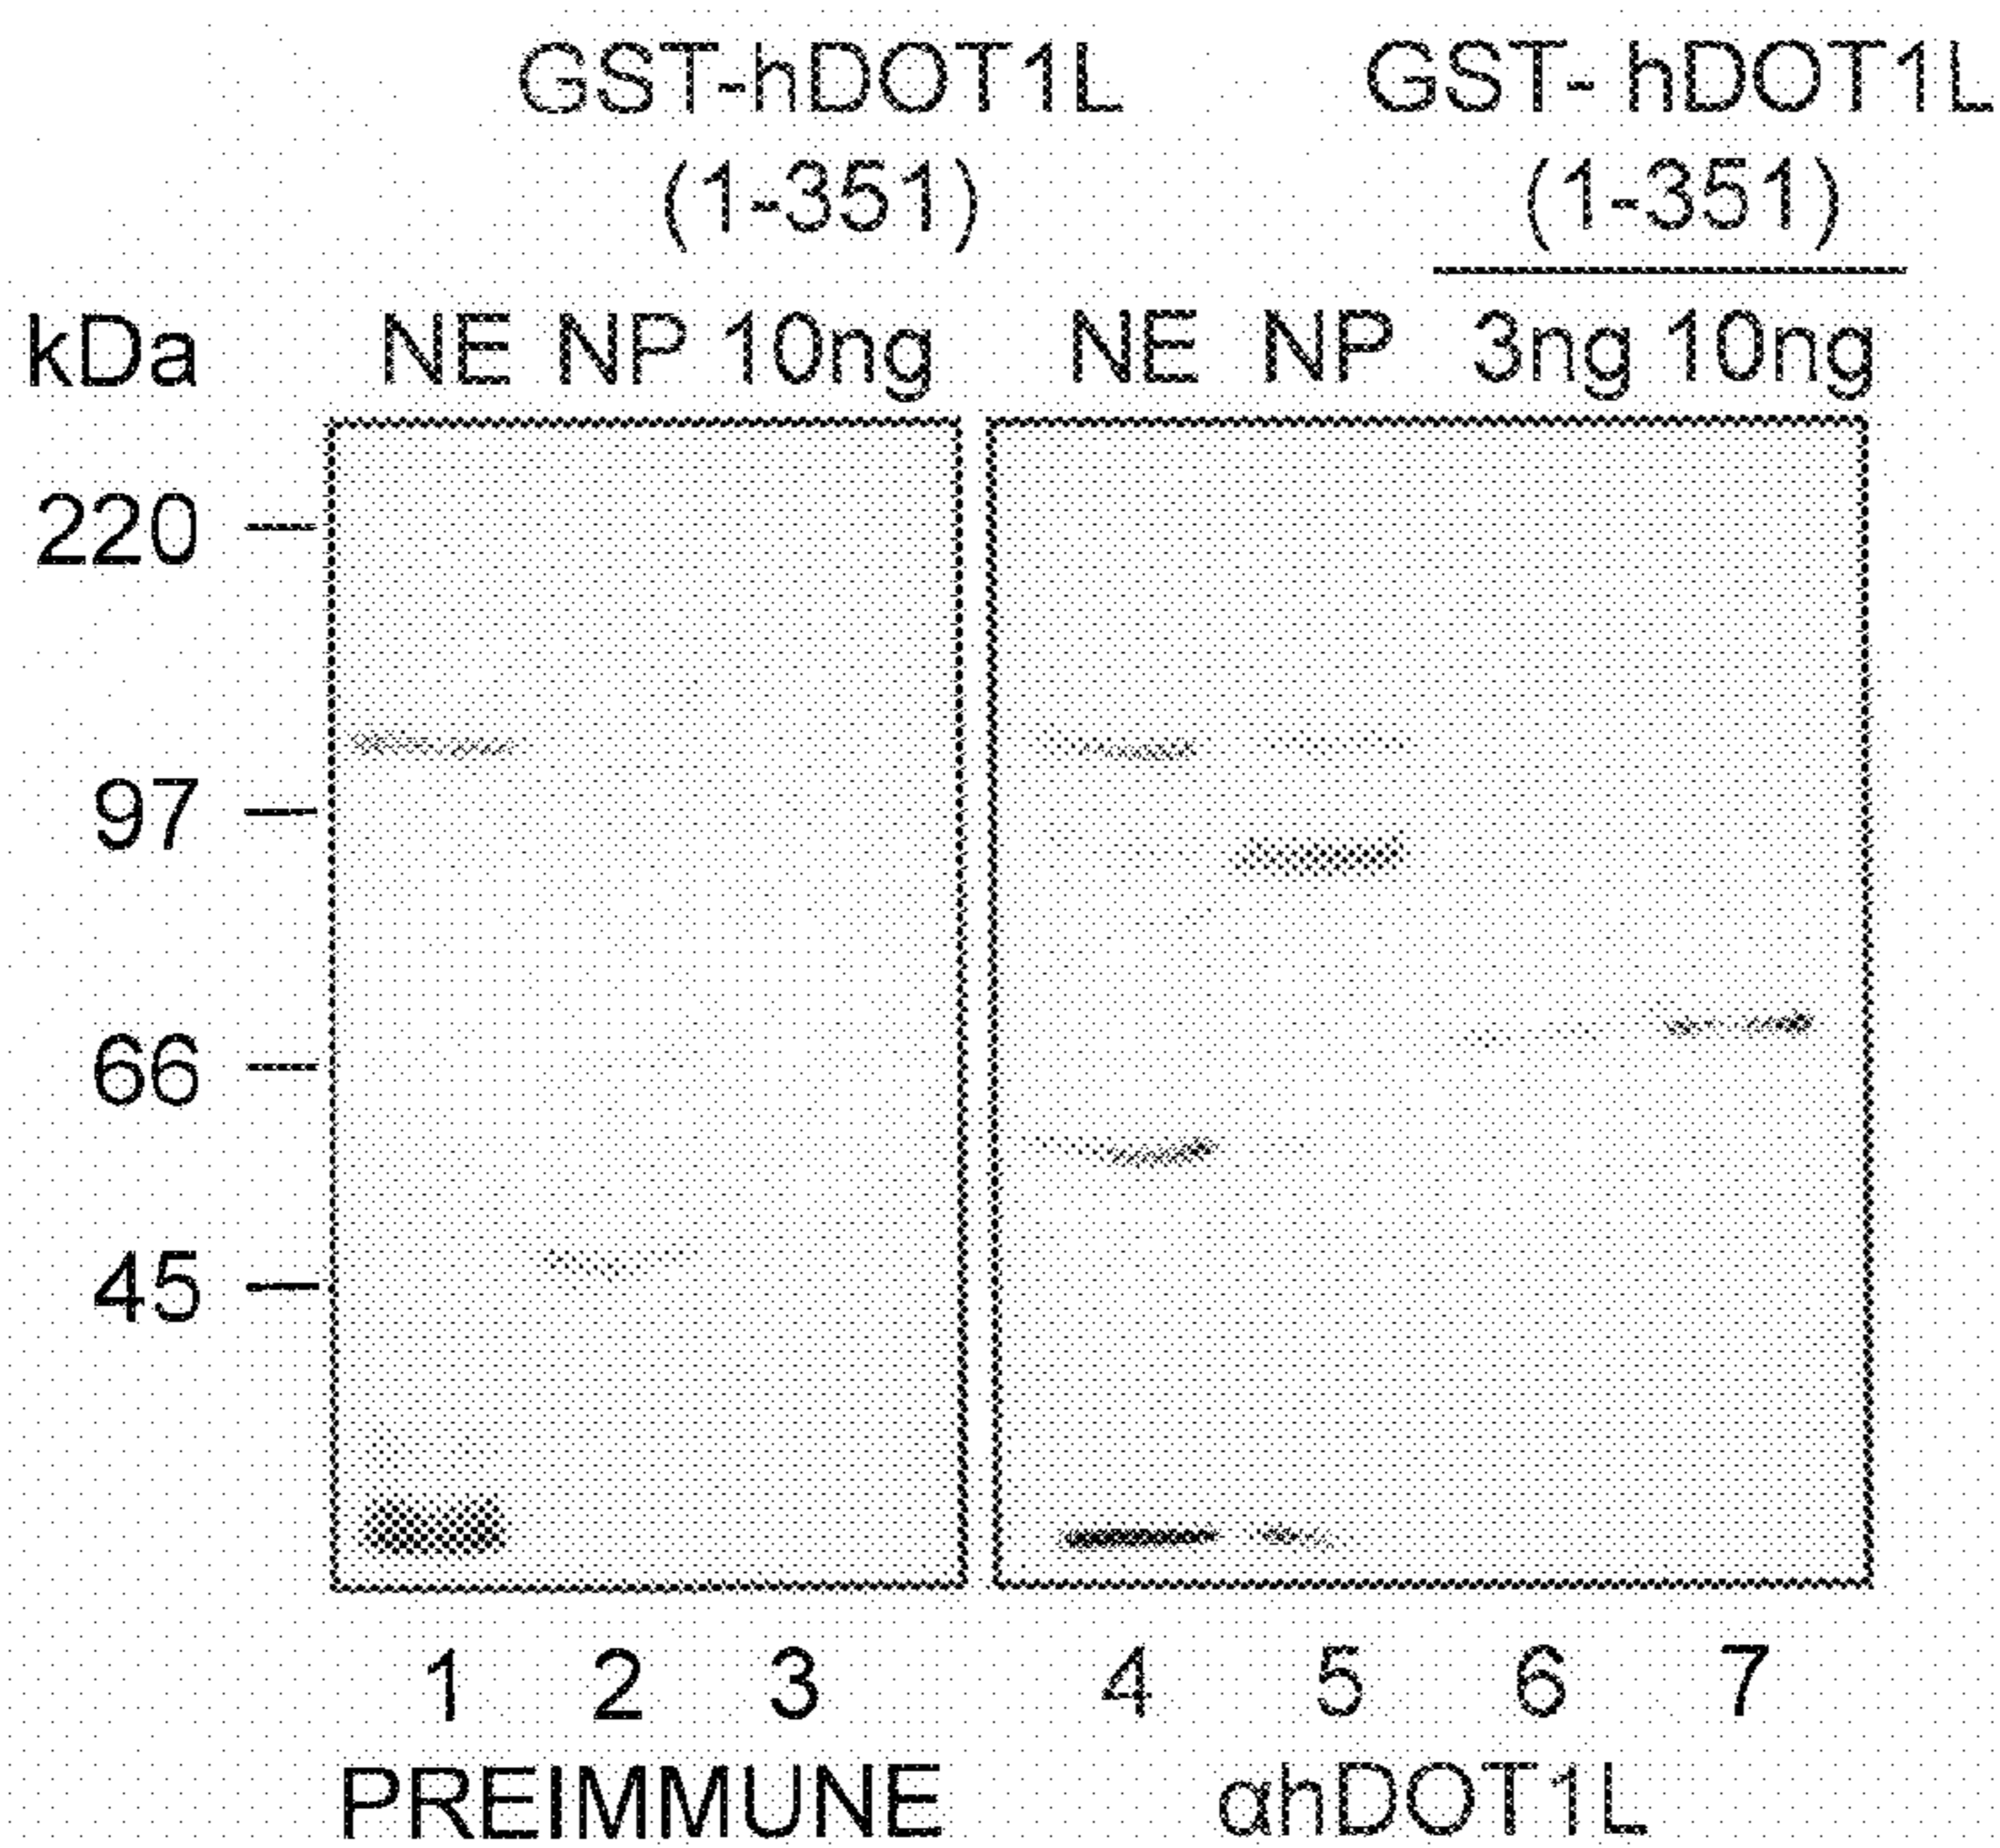 GST-hDOT1L GST- hDOT1L
(1-351) (1-351)
kDa NE NP 10ng NE NP 3ng 10ng
220
97
66
45
1 2 3 4 5 6 7
PREIMMUNE αhDOT1L